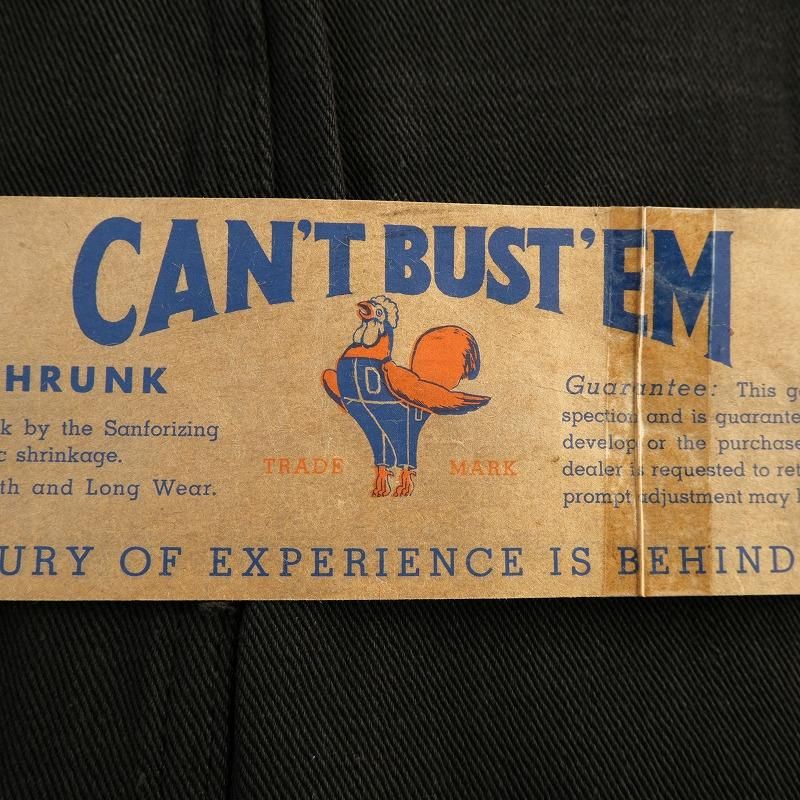 CAN'T BUST 'EM
HRUNK
k by the Sanforizing
c shrinkage.
th and Long Wear.
D
TRADE MARK
Guarantee: This
spection and is guarante
develop or the purchase
dealer is requested to ret
prompt adjustment may
URY OF EXPERIENCE IS BEHIND